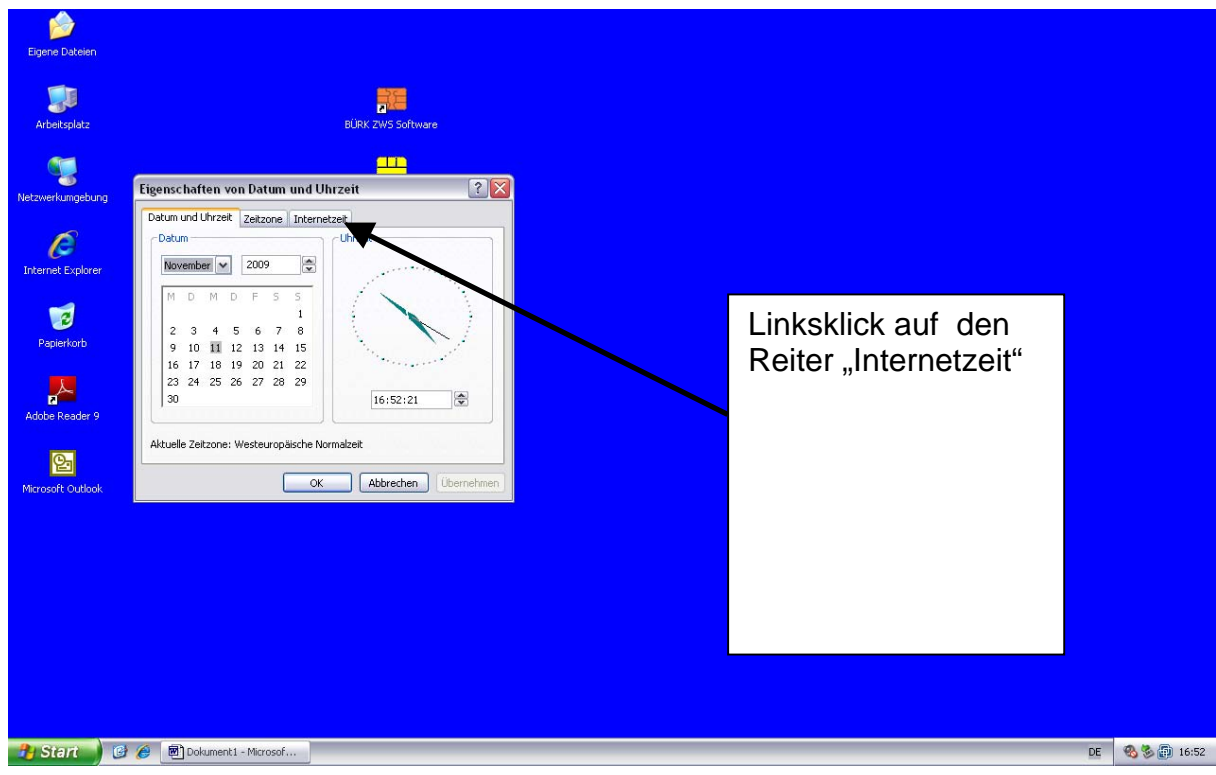 Eigene Dateien
Arbeitsplatz
BÜRK ZWS Software
Netzwerkumgebung
Internet Explorer
Papierkorb
Adobe Reader 9
Microsoft Outlook
Eigenschaften von Datum und Uhrzeit
Datum und Uhrzeit Zeitzone Internetzeit
Datum
November 2009
M D M D F S S
1
2 3 4 5 6 7 8
9 10 11 12 13 14 15
16 17 18 19 20 21 22
23 24 25 26 27 28 29
30
16:52:21
Aktuelle Zeitzone: Westeuropäische Normalzeit
OK Abbrechen Übernehmen
Linksklick auf den
Reiter „Internetzeit“
Start Dokument1 - Microsof... DE 16:52